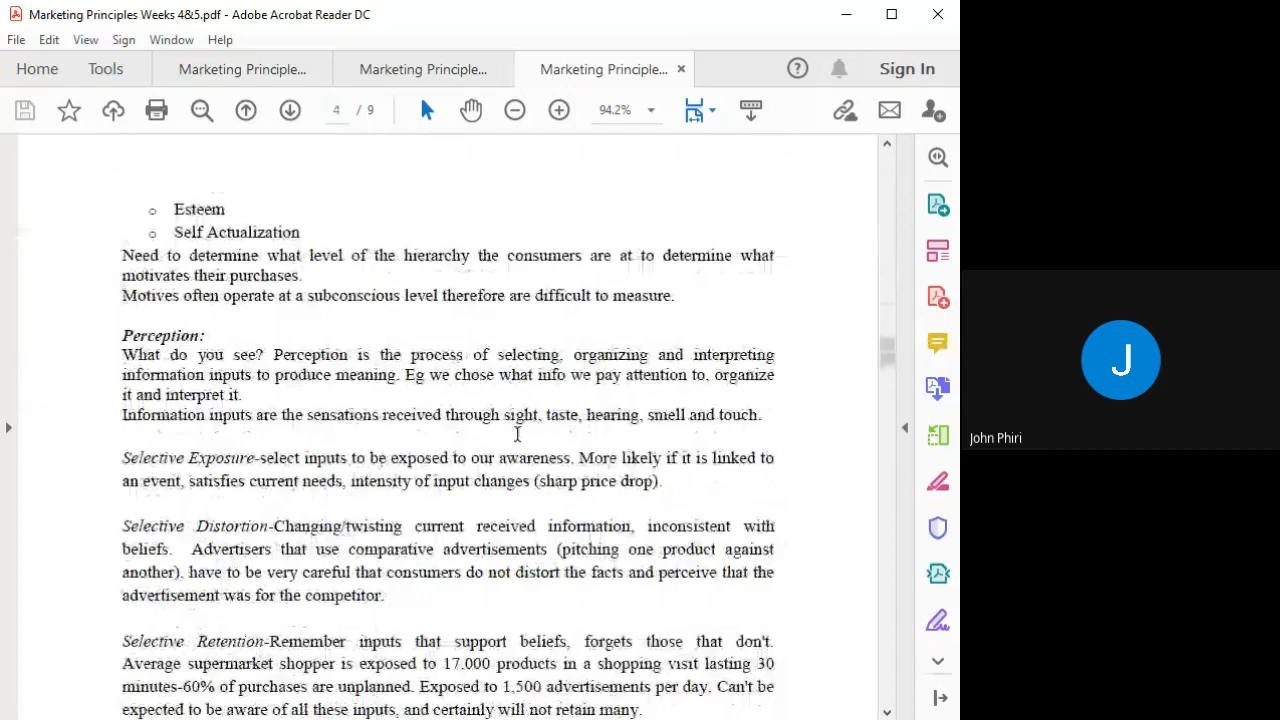 Marketing Principles Weeks 4&5.pdf - Adobe Acrobat Reader DC
File Edit View Sign Window Help
Home Tools Marketing Principle... Marketing Principle... Marketing Principle... Sign In
4 / 9 94.2%
Esteem
Self Actualization
Need to determine what level of the hierarchy the consumers are at to determine what
motivates their purchases.
Motives often operate at a subconscious level therefore are difficult to measure.
Perception:
What do you see? Perception is the process of selecting, organizing and interpreting
information inputs to produce meaning. Eg we chose what info we pay attention to, organize
it and interpret it.
Information inputs are the sensations received through sight, taste, hearing, smell and touch.
Selective Exposure-select inputs to be exposed to our awareness. More likely if it is linked to
an event, satisfies current needs, intensity of input changes (sharp price drop).
Selective Distortion-Changing/twisting current received information, inconsistent with
beliefs. Advertisers that use comparative advertisements (pitching one product against
another), have to be very careful that consumers do not distort the facts and perceive that the
advertisement was for the competitor.
Selective Retention-Remember inputs that support beliefs, forgets those that don't.
Average supermarket shopper is exposed to 17,000 products in a shopping visit lasting 30
minutes-60% of purchases are unplanned. Exposed to 1,500 advertisements per day. Can't be
expected to be aware of all these inputs, and certainly will not retain many.
J
John Phiri